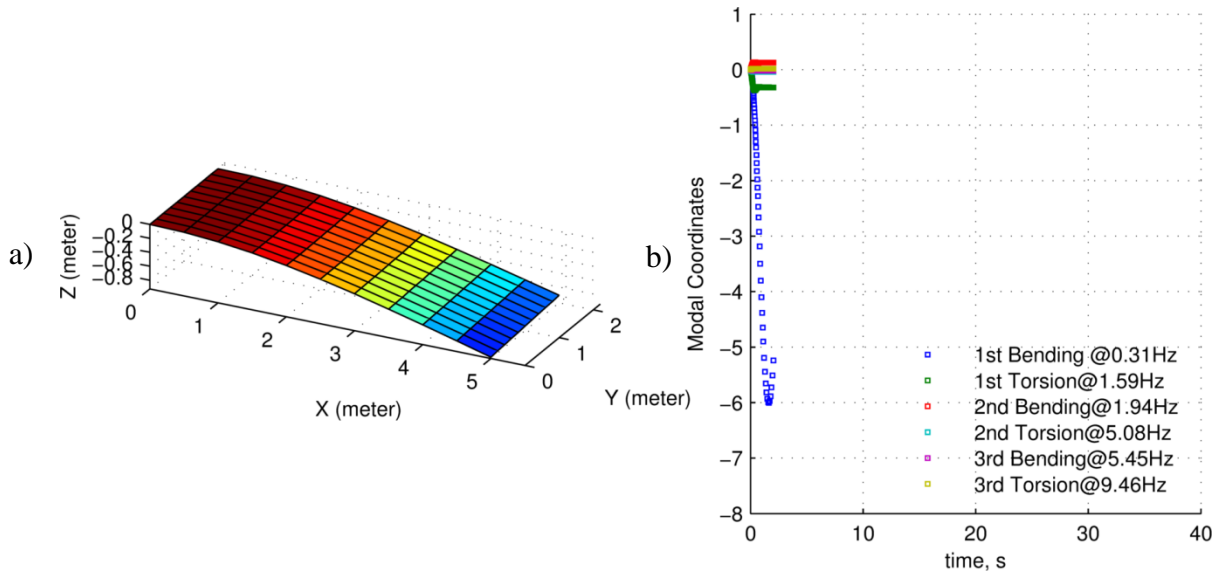 a)
0
−0.2
−0.4
−0.6
−0.8
Z (meter)
0
1
2
3
4
5
X (meter)
0
1
2
Y (meter)
b)
1
0
−1
−2
−3
−4
−5
−6
−7
−8
Modal Coordinates
0
10
20
30
40
time, s
1st Bending @0.31Hz
1st Torsion@1.59Hz
2nd Bending@1.94Hz
2nd Torsion@5.08Hz
3rd Bending@5.45Hz
3rd Torsion@9.46Hz